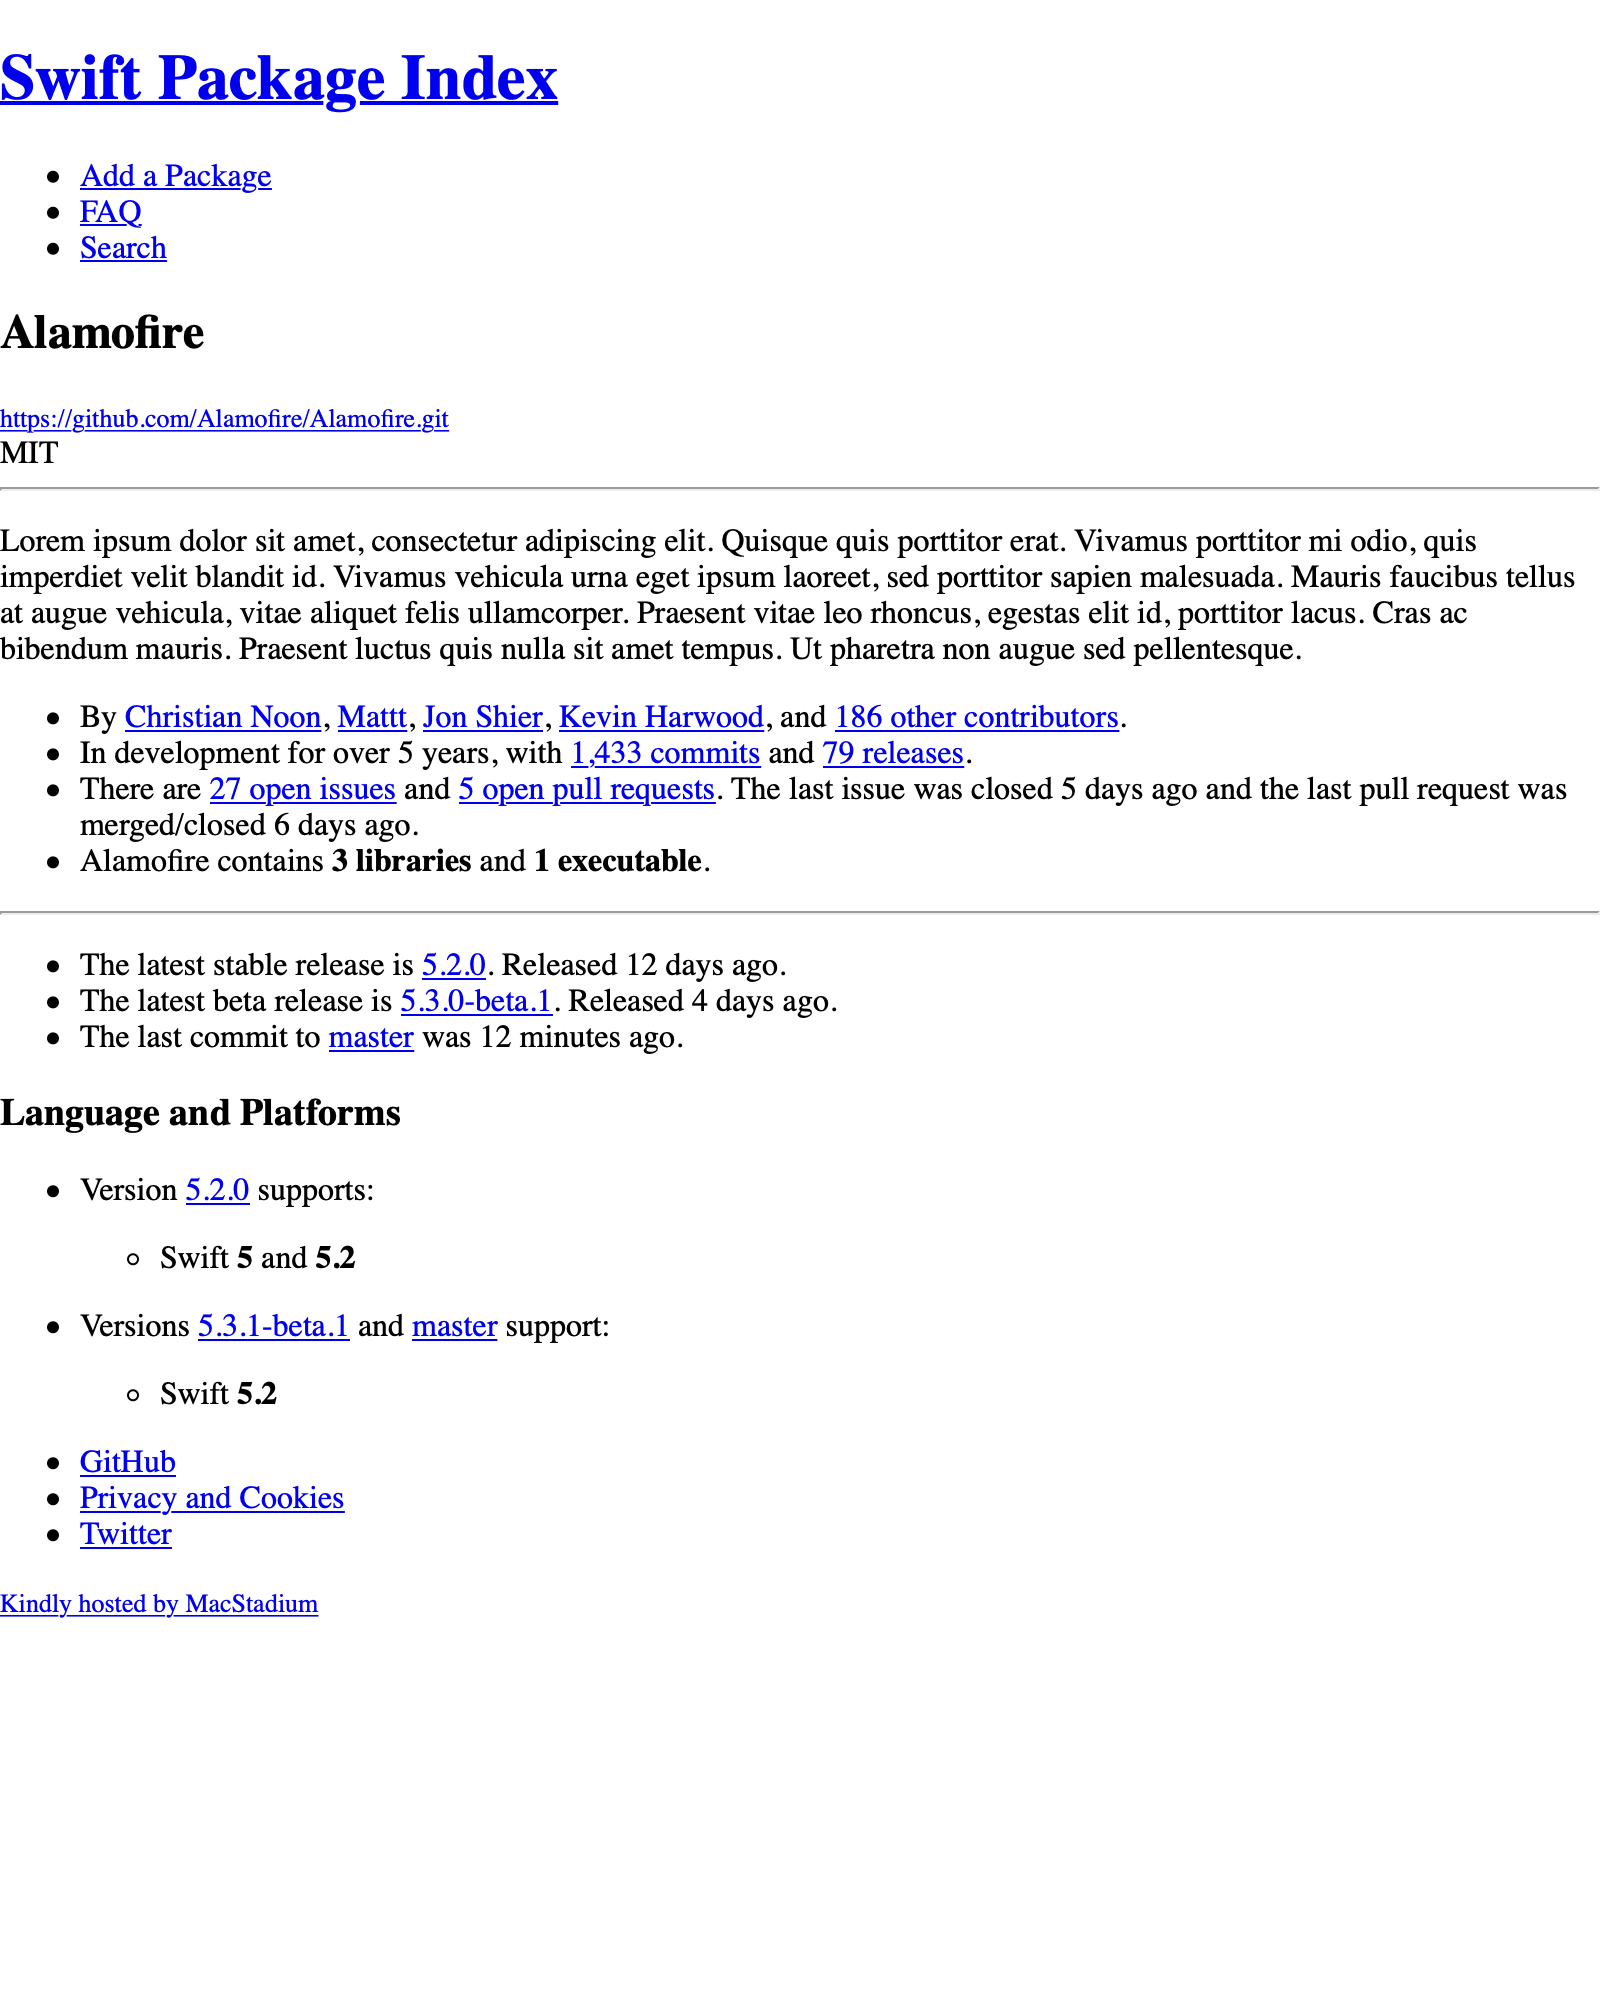 Swift Package Index
Add a Package
FAQ
Search
Alamofire
https://github.com/Alamofire/Alamofire.git
MIT
Lorem ipsum dolor sit amet, consectetur adipiscing elit. Quisque quis porttitor erat. Vivamus porttitor mi odio, quis
imperdiet velit blandit id. Vivamus vehicula urna eget ipsum laoreet, sed porttitor sapien malesuada. Mauris faucibus tellus
at augue vehicula, vitae aliquet felis ullamcorper. Praesent vitae leo rhoncus, egestas elit id, porttitor lacus. Cras ac
bibendum mauris. Praesent luctus quis nulla sit amet tempus. Ut pharetra non augue sed pellentesque.
By Christian Noon, Mattt, Jon Shier, Kevin Harwood, and 186 other contributors.
In development for over 5 years, with 1,433 commits and 79 releases.
There are 27 open issues and 5 open pull requests. The last issue was closed 5 days ago and the last pull request was
merged/closed 6 days ago.
Alamofire contains 3 libraries and 1 executable.
The latest stable release is 5.2.0. Released 12 days ago.
The latest beta release is 5.3.0-beta.1. Released 4 days ago.
The last commit to master was 12 minutes ago.
Language and Platforms
Version 5.2.0 supports:
Swift 5 and 5.2
Versions 5.3.1-beta.1 and master support:
Swift 5.2
GitHub
Privacy and Cookies
Twitter
Kindly hosted by MacStadium